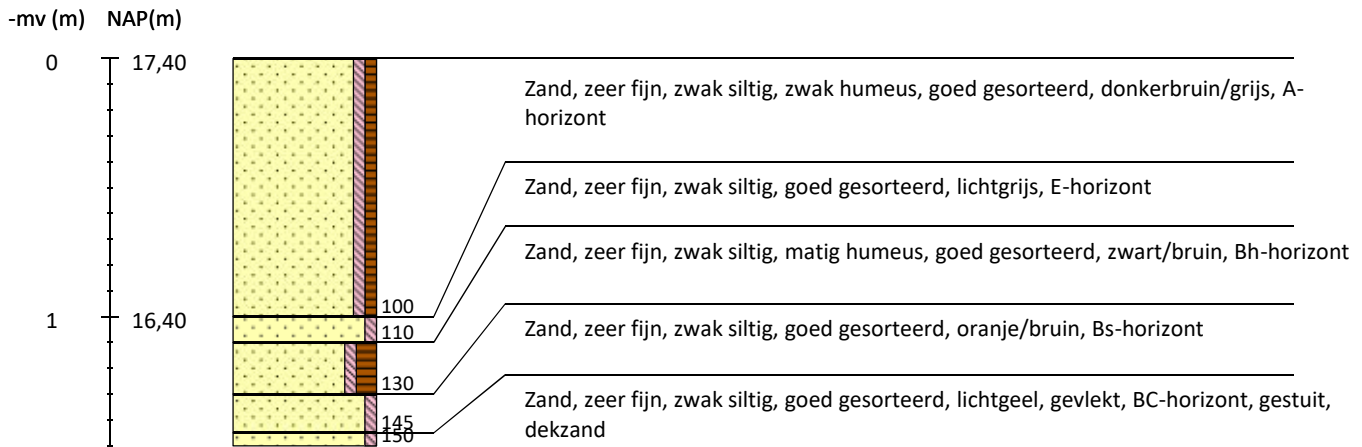 -mv (m) NAP(m)
0 17,40
Zand, zeer fijn, zwak siltig, zwak humeus, goed gesorteerd, donkerbruin/grijs, A-
horizont
Zand, zeer fijn, zwak siltig, goed gesorteerd, lichtgrijs, E-horizont
Zand, zeer fijn, zwak siltig, matig humeus, goed gesorteerd, zwart/bruin, Bh-horizont
100
1 16,40
110
Zand, zeer fijn, zwak siltig, goed gesorteerd, oranje/bruin, Bs-horizont
130
Zand, zeer fijn, zwak siltig, goed gesorteerd, lichtgeel, gevlekt, BC-horizont, gestuit,
145
dekzand
150